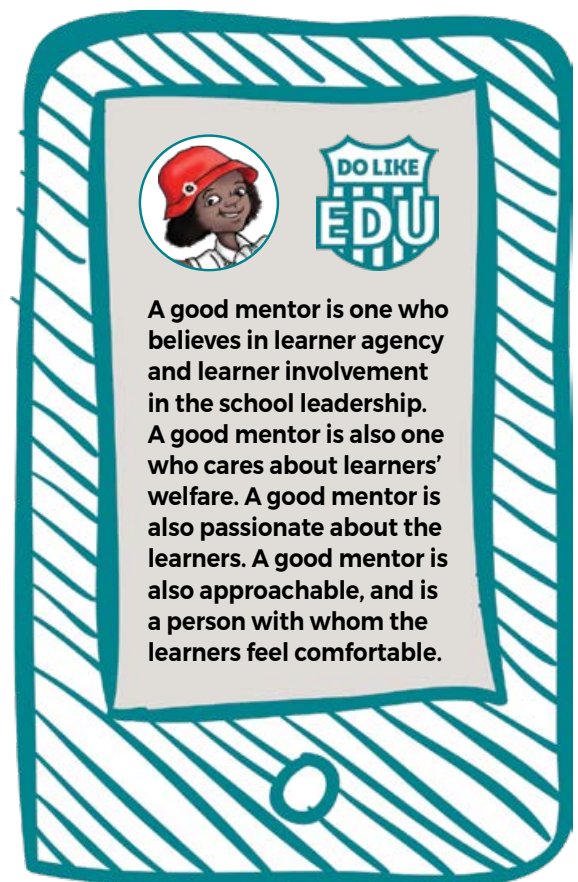 DO LIKE
EDU
A good mentor is one who
believes in learner agency
and learner involvement
in the school leadership.
A good mentor is also one
who cares about learners’
welfare. A good mentor is
also passionate about the
learners. A good mentor is
also approachable, and is
a person with whom the
learners feel comfortable.